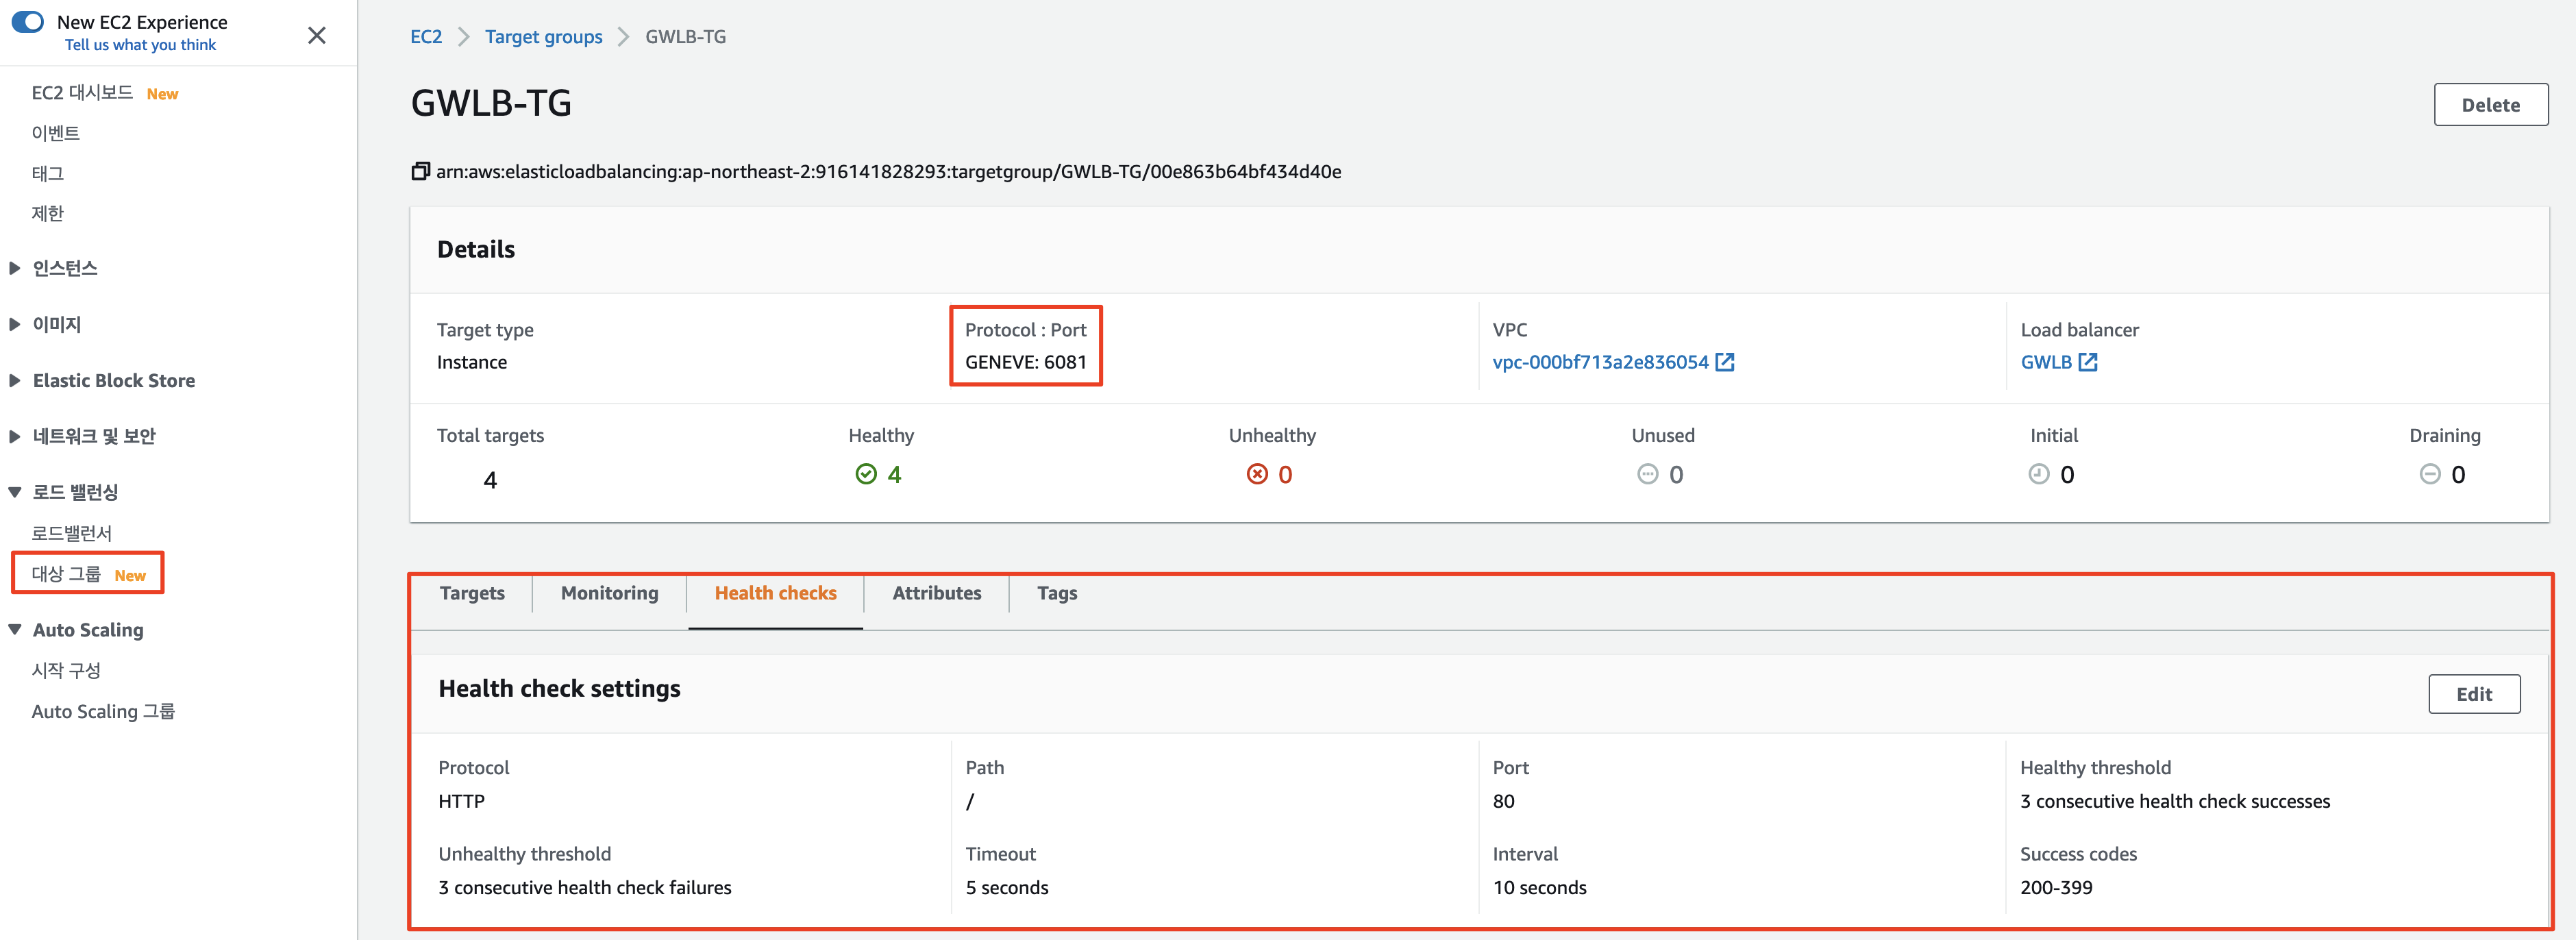 New EC2 Experience
Tell us what you think
EC2 대시보드 New
이벤트
태그
제한
인스턴스
이미지
Elastic Block Store
네트워크 및 보안
로드 밸런싱
로드밸런서
대상 그룹 New
Auto Scaling
시작 구성
Auto Scaling 그룹
EC2 > Target groups > GWLB-TG
GWLB-TG
Delete
arn:aws:elasticloadbalancing:ap-northeast-2:916141828293:targetgroup/GWLB-TG/00e863b64bf434d40e
Details
Target type
Instance
Protocol : Port
GENEVE: 6081
VPC
vpc-000bf713a2e836054
Load balancer
GWLB
Total targets
4
Healthy
4
Unhealthy
0
Unused
0
Initial
0
Draining
0
Targets
Monitoring
Health checks
Attributes
Tags
Health check settings
Edit
Protocol
HTTP
Path
/
Port
80
Healthy threshold
3 consecutive health check successes
Unhealthy threshold
3 consecutive health check failures
Timeout
5 seconds
Interval
10 seconds
Success codes
200-399